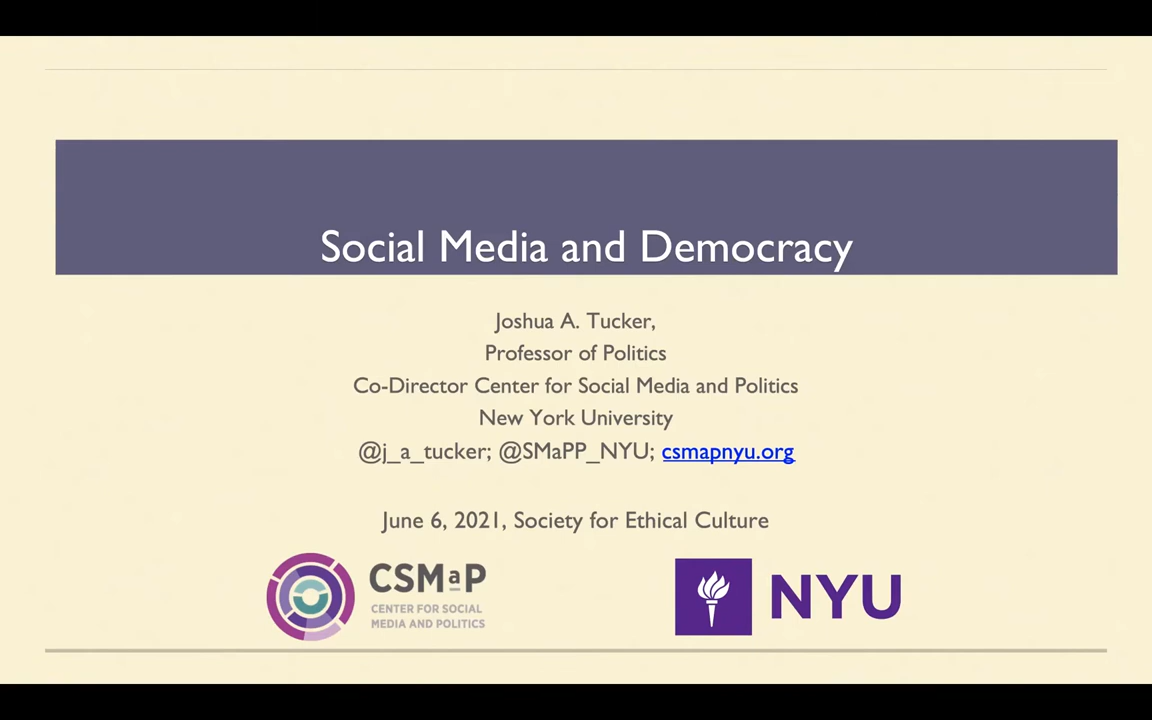 Social Media and Democracy
Joshua A. Tucker,
Professor of Politics
Co-Director Center for Social Media and Politics
New York University
@j_a_tucker; @SMaPP_NYU; csmapnyu.org
June 6, 2021, Society for Ethical Culture
CSMaP
CENTER FOR SOCIAL
MEDIA AND POLITICS
NYU